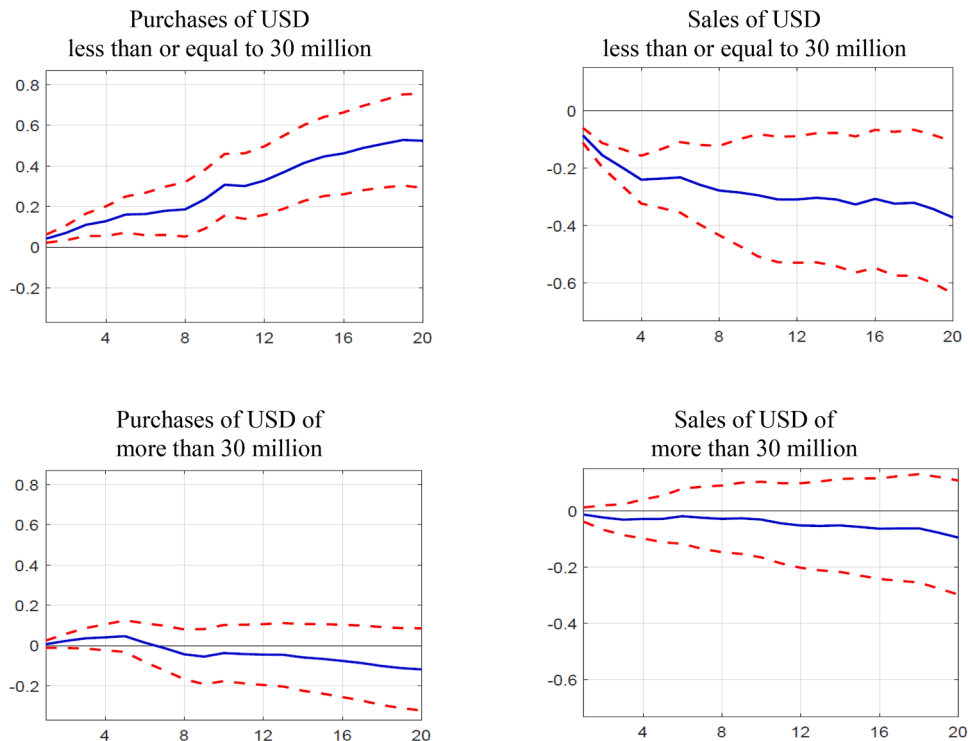 Purchases of USD
less than or equal to 30 million
0.8
0.6
0.4
0.2
0
-0.2
4 8 12 16 20
Sales of USD
less than or equal to 30 million
0
-0.2
-0.4
-0.6
4 8 12 16 20
Purchases of USD of
more than 30 million
0.8
0.6
0.4
0.2
0
-0.2
4 8 12 16 20
Sales of USD of
more than 30 million
0
-0.2
-0.4
-0.6
4 8 12 16 20